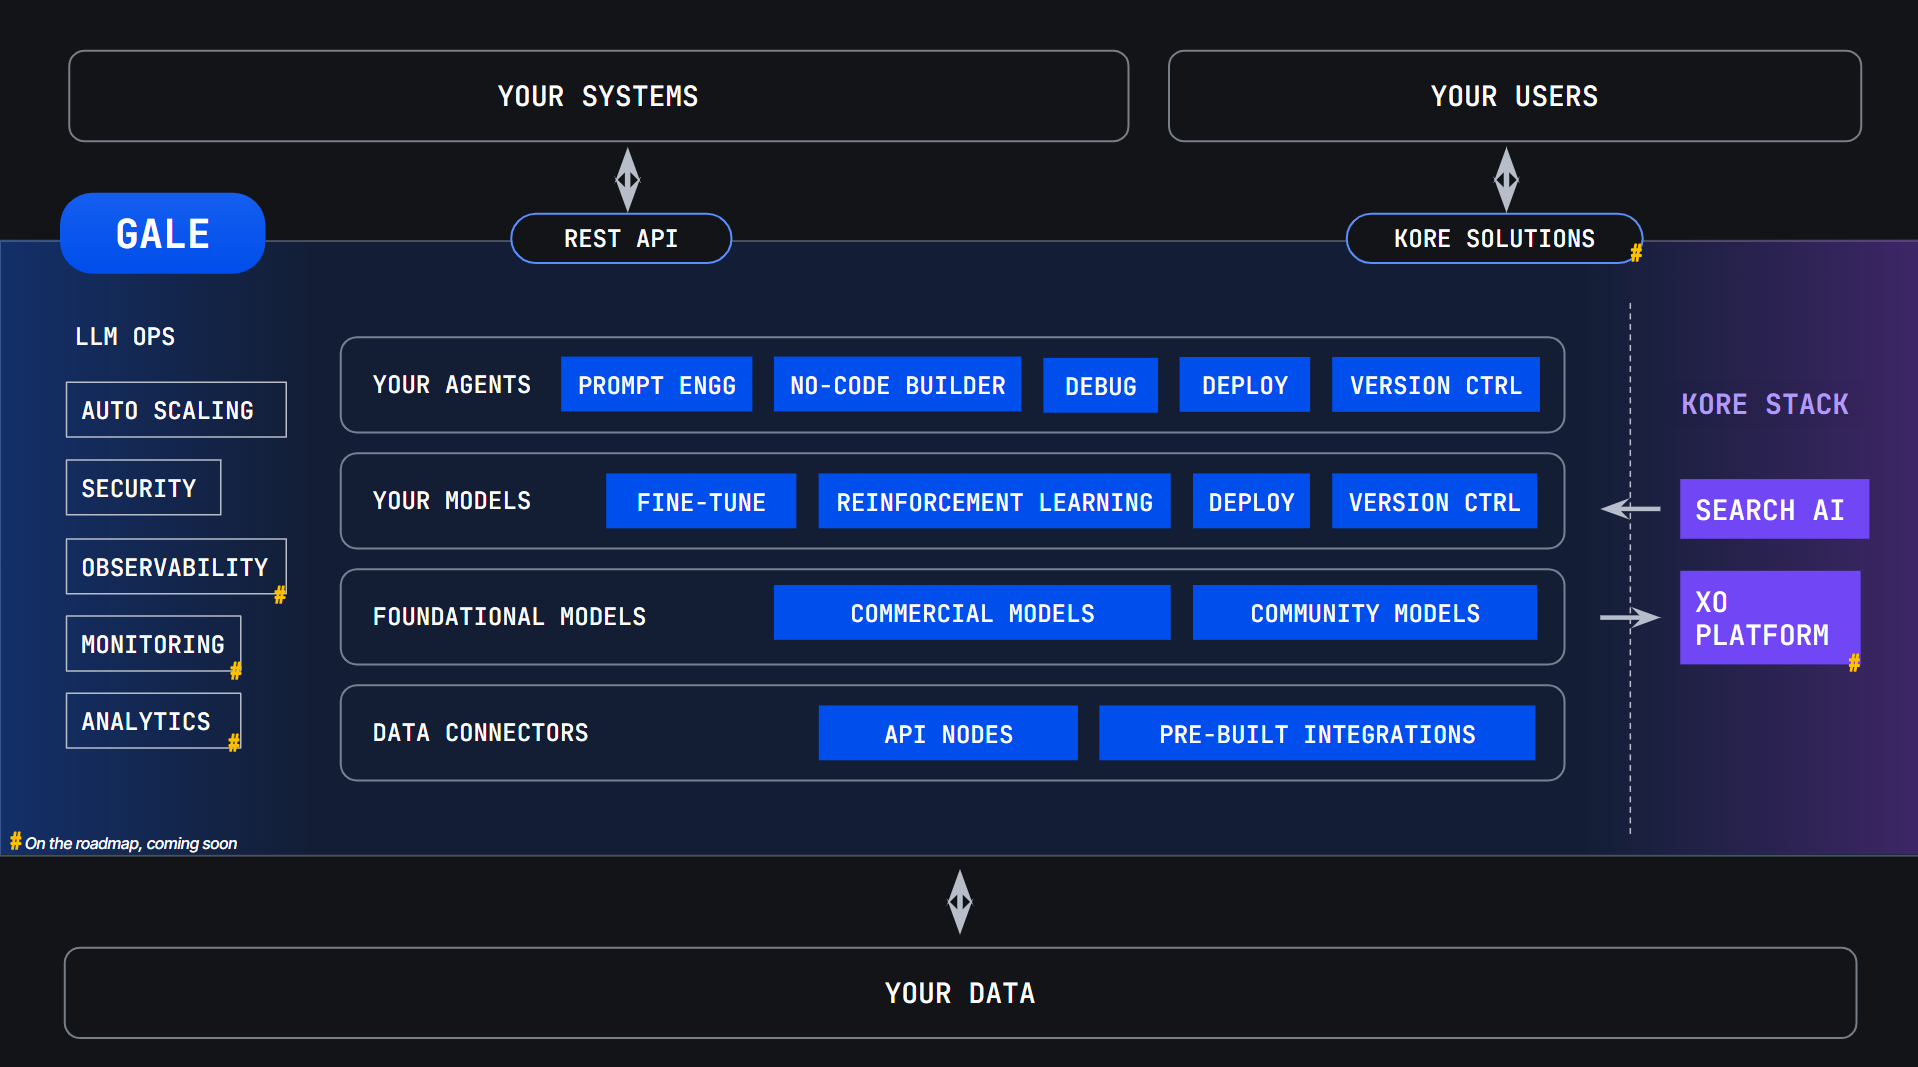 YOUR SYSTEMS
YOUR USERS
GALE
REST API
KORE SOLUTIONS
#
LLM OPS
AUTO SCALING
SECURITY
OBSERVABILITY
#
MONITORING
#
ANALYTICS
#
YOUR AGENTS PROMPT ENGG NO-CODE BUILDER DEBUG DEPLOY VERSION CTRL
YOUR MODELS FINE-TUNE REINFORCEMENT LEARNING DEPLOY VERSION CTRL
FOUNDATIONAL MODELS COMMERCIAL MODELS COMMUNITY MODELS
DATA CONNECTORS API NODES PRE-BUILT INTEGRATIONS
KORE STACK
SEARCH AI
XO
PLATFORM
#
# On the roadmap, coming soon
YOUR DATA